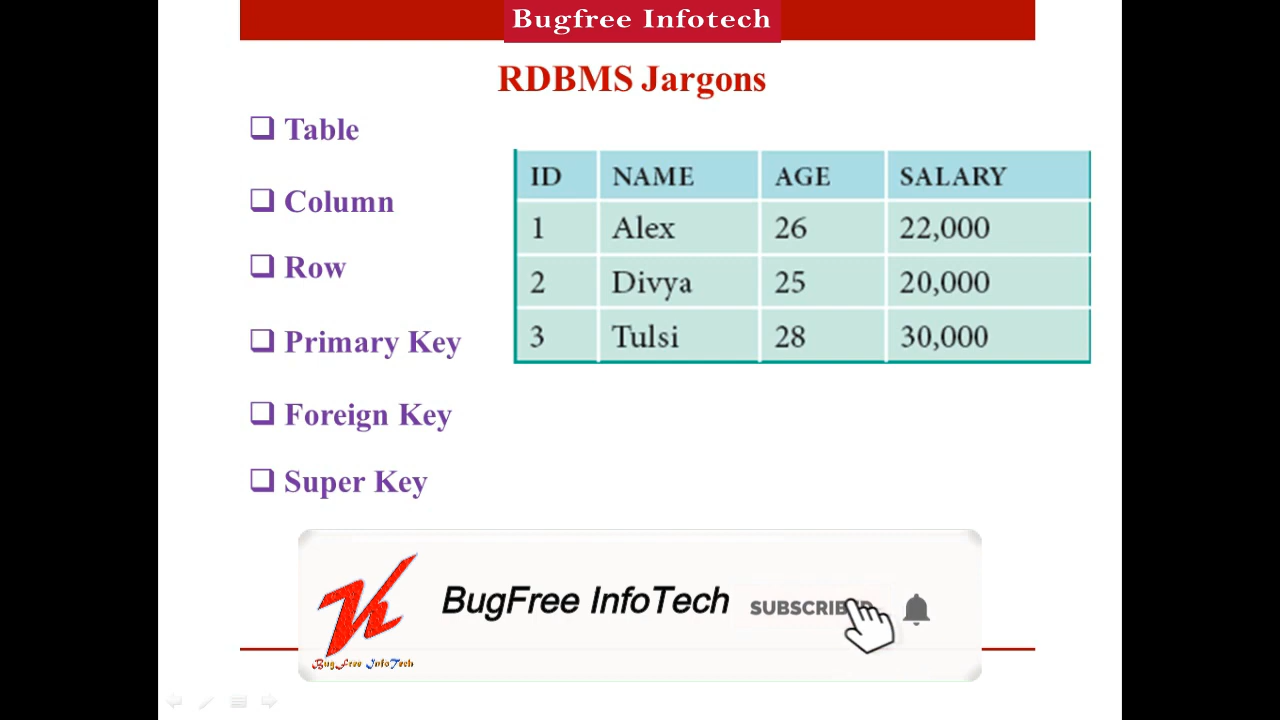 Bugfree Infotech
RDBMS Jargons
Table
Column
Row
Primary Key
Foreign Key
Super Key
ID NAME AGE SALARY
1 Alex 26 22,000
2 Divya 25 20,000
3 Tulsi 28 30,000
BugFree InfoTech
SUBSCRIBED
BugFree InfoTech